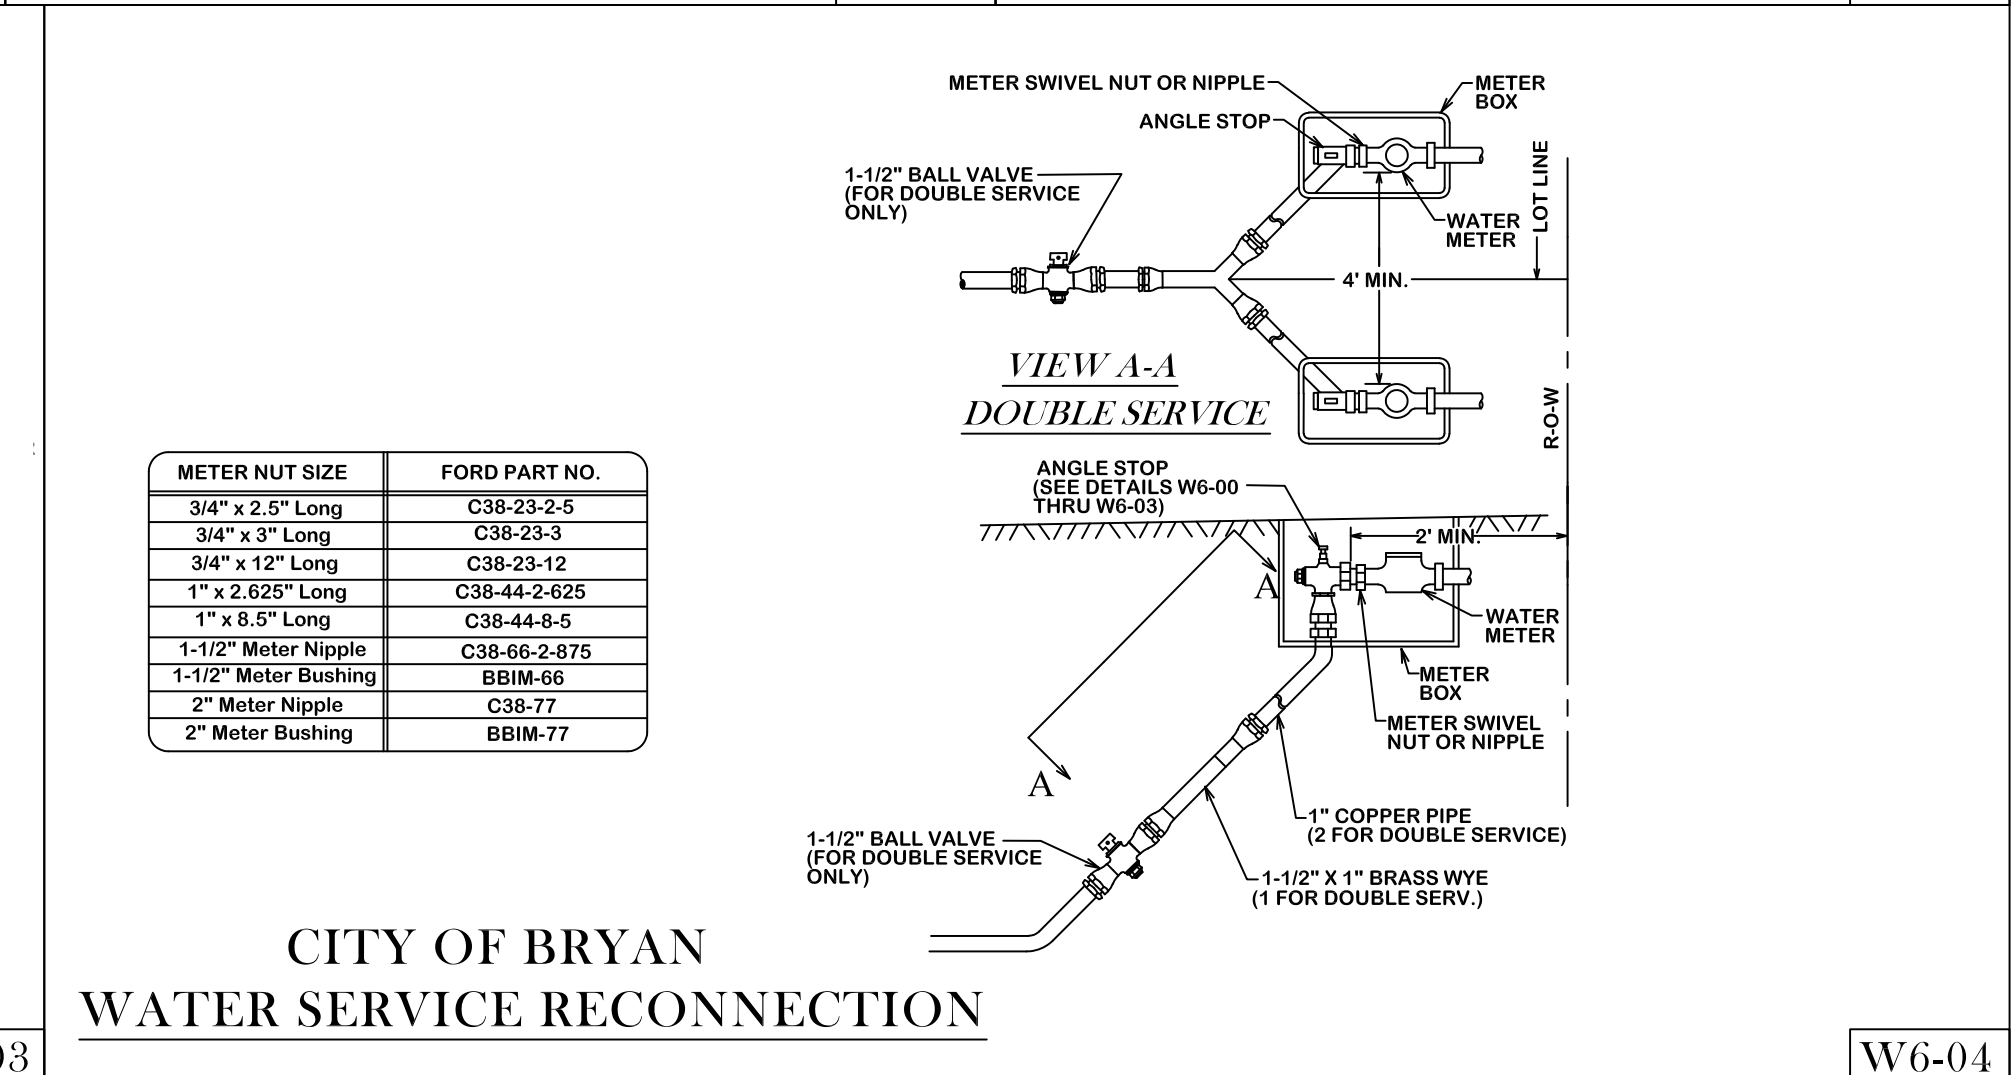 METER SWIVEL NUT OR NIPPLE
METER
BOX
ANGLE STOP
1-1/2" BALL VALVE
(FOR DOUBLE SERVICE
ONLY)
LOT LINE
WATER
METER
4' MIN.
VIEW A-A
DOUBLE SERVICE
R-O-W
METER NUT SIZE FORD PART NO.
3/4" x 2.5" Long C38-23-2-5
3/4" x 3" Long C38-23-3
3/4" x 12" Long C38-23-12
1" x 2.625" Long C38-44-2-625
1" x 8.5" Long C38-44-8-5
1-1/2" Meter Nipple C38-66-2-875
1-1/2" Meter Bushing BBIM-66
2" Meter Nipple C38-77
2" Meter Bushing BBIM-77
ANGLE STOP
(SEE DETAILS W6-00
THRU W6-03)
2' MIN.
A
WATER
METER
METER
BOX
METER SWIVEL
NUT OR NIPPLE
A
1" COPPER PIPE
(2 FOR DOUBLE SERVICE)
1-1/2" BALL VALVE
(FOR DOUBLE SERVICE
ONLY)
1-1/2" X 1" BRASS WYE
(1 FOR DOUBLE SERV.)
CITY OF BRYAN
WATER SERVICE RECONNECTION
03
W6-04